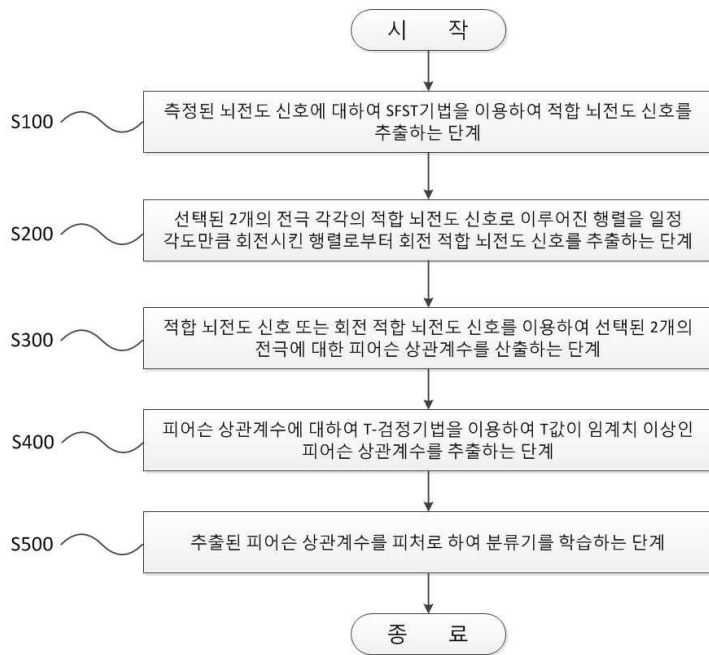 시 작
S100
측정된 뇌전도 신호에 대하여 SFST기법을 이용하여 적합 뇌전도 신호를
추출하는 단계
S200
선택된 2개의 전극 각각의 적합 뇌전도 신호로 이루어진 행렬을 일정
각도만큼 회전시킨 행렬로부터 회전 적합 뇌전도 신호를 추출하는 단계
S300
적합 뇌전도 신호 또는 회전 적합 뇌전도 신호를 이용하여 선택된 2개의
전극에 대한 피어슨 상관계수를 산출하는 단계
S400
피어슨 상관계수에 대하여 T-검정기법을 이용하여 T값이 임계치 이상인
피어슨 상관계수를 추출하는 단계
S500
추출된 피어슨 상관계수를 피처로 하여 분류기를 학습하는 단계
종 료